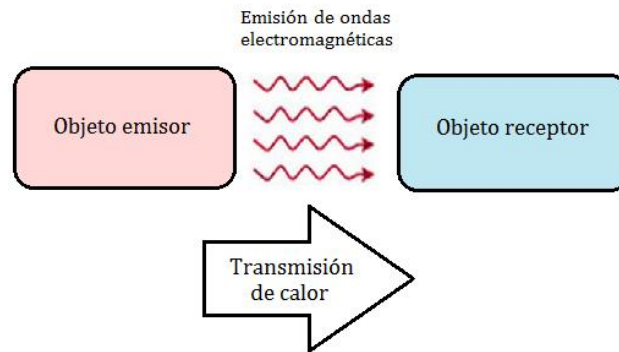 Emisión de ondas
electromagnéticas
Objeto emisor
Objeto receptor
Transmisión
de calor